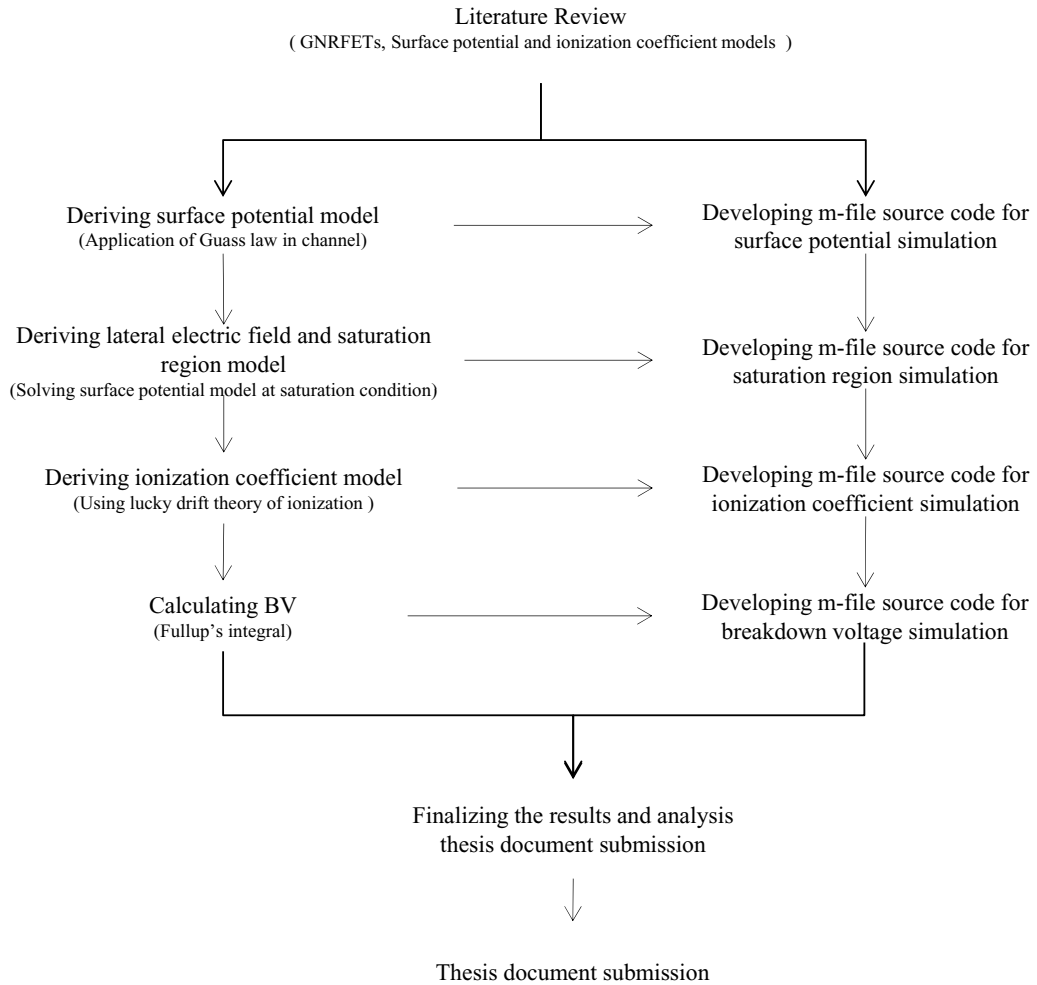 Literature Review
( GNRFETs, Surface potential and ionization coefficient models )
Deriving surface potential model
(Application of Guass law in channel)
Developing m-file source code for
surface potential simulation
Deriving lateral electric field and saturation
region model
(Solving surface potential model at saturation condition)
Developing m-file source code for
saturation region simulation
Deriving ionization coefficient model
(Using lucky drift theory of ionization )
Developing m-file source code for
ionization coefficient simulation
Calculating BV
(Fullup’s integral)
Developing m-file source code for
breakdown voltage simulation
Finalizing the results and analysis
thesis document submission
Thesis document submission